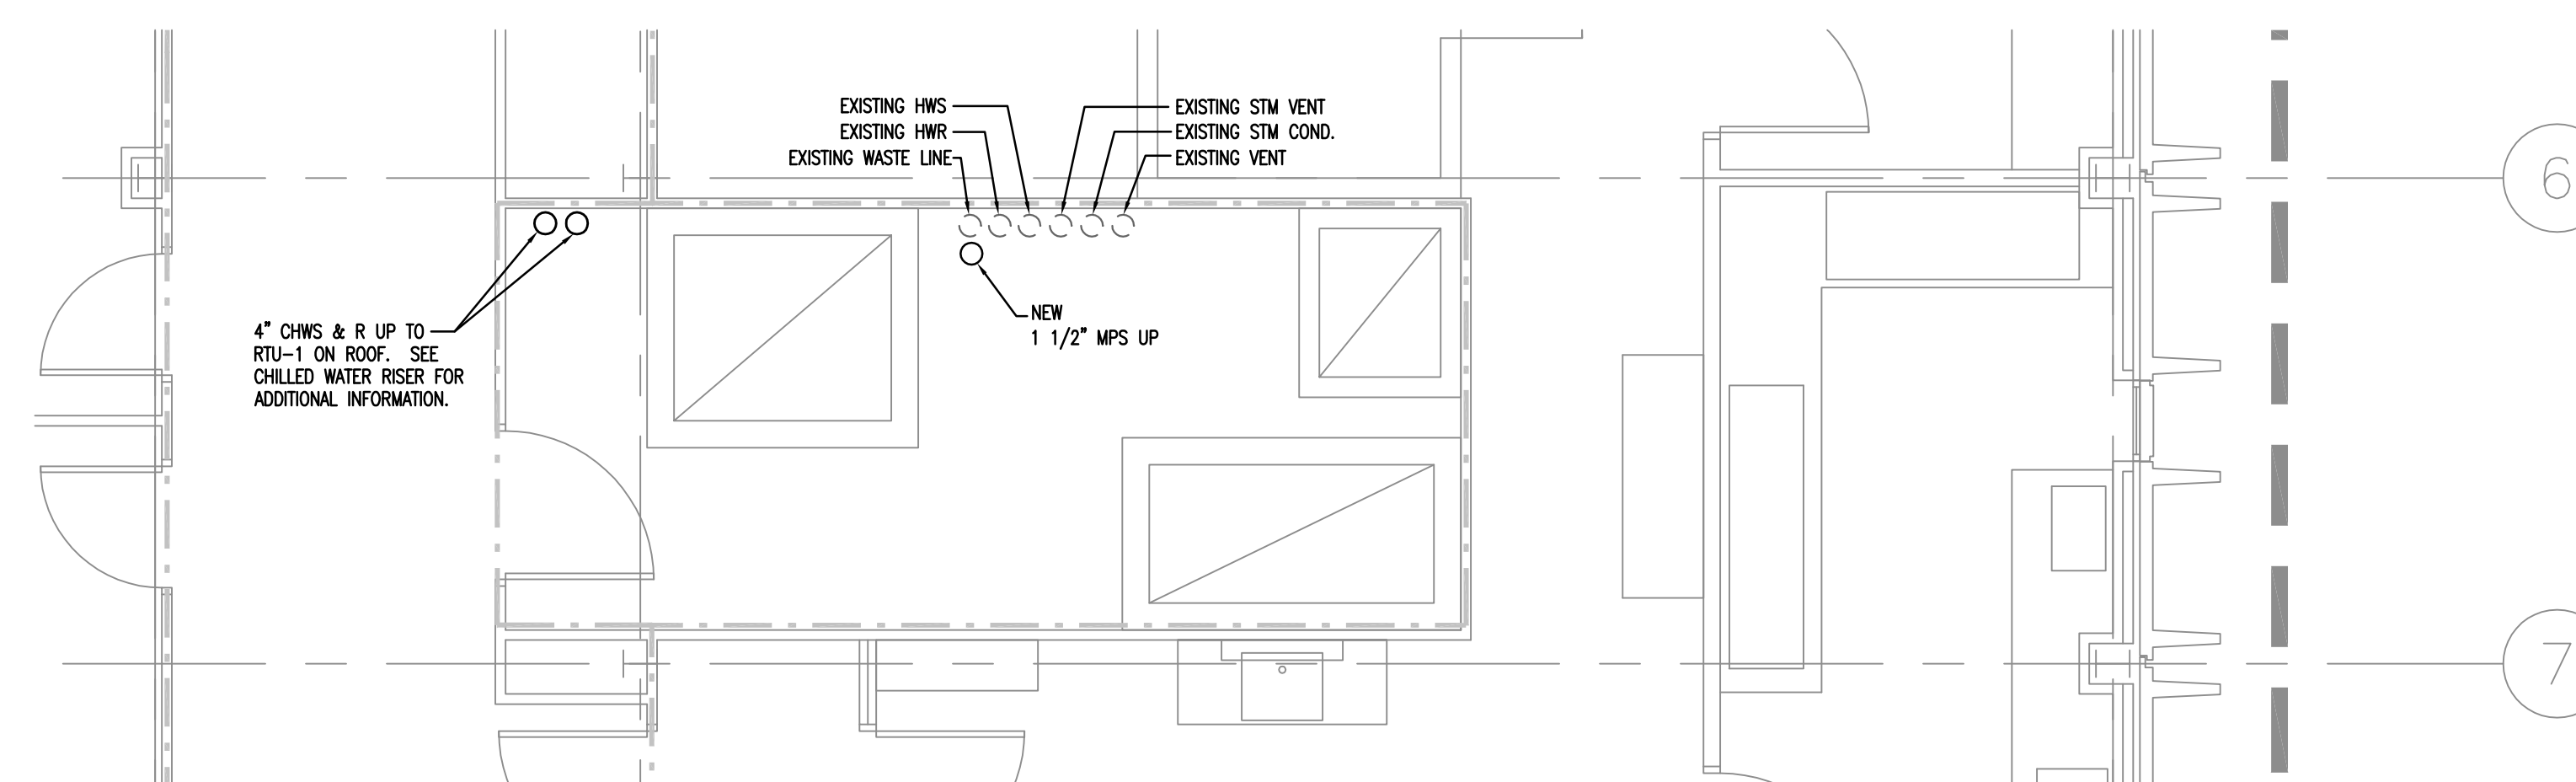 EXISTING HWS
EXISTING HWR
EXISTING WASTE LINE
EXISTING STM VENT
EXISTING STM COND.
EXISTING VENT
6
4" CHWS & R UP TO
RTU-1 ON ROOF. SEE
CHILLED WATER RISER FOR
ADDITIONAL INFORMATION.
NEW
1 1/2" MPS UP
7